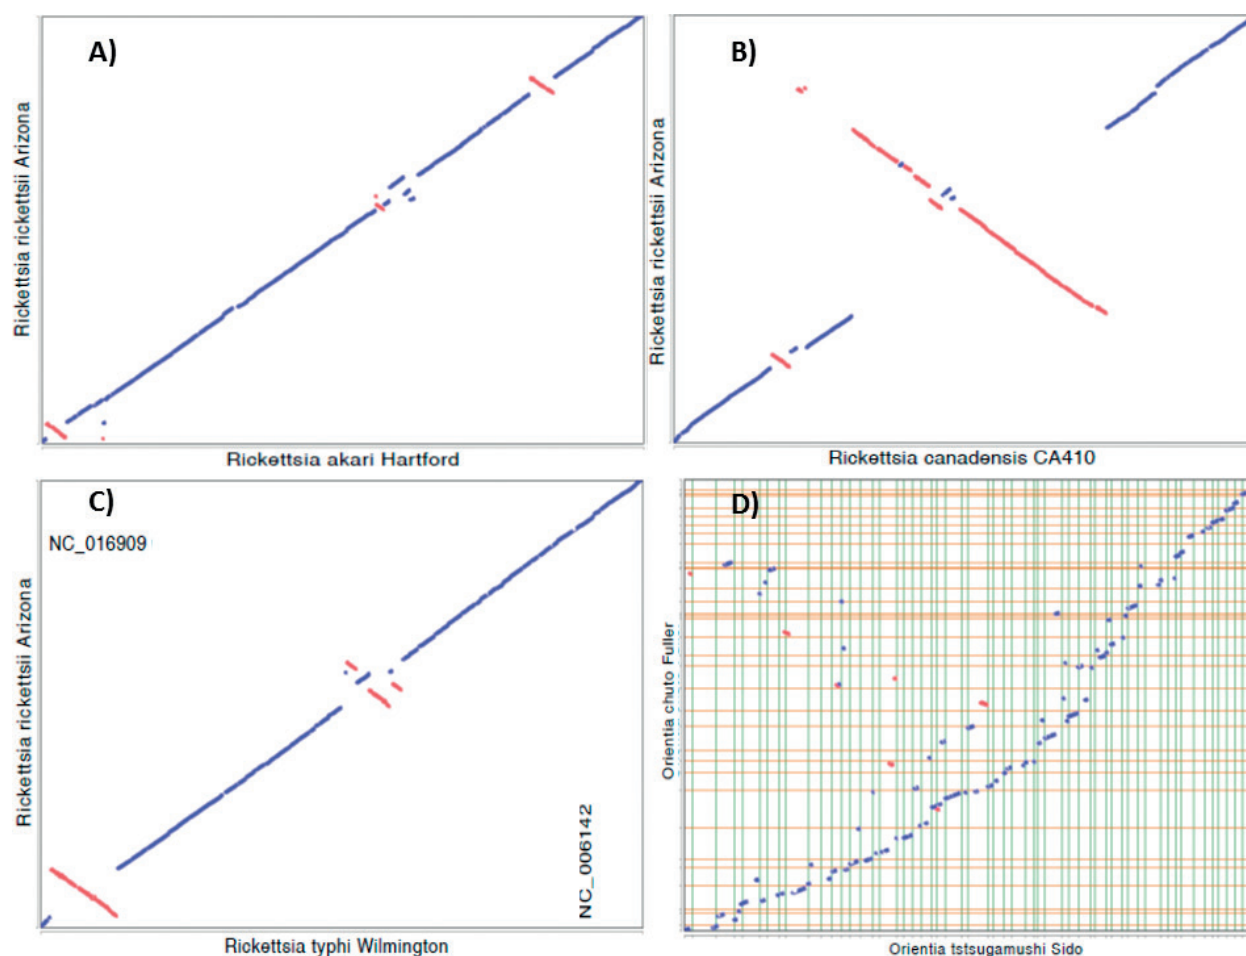 A)
Rickettsia rickettsii Arizona
Rickettsia akari Hartford
B)
Rickettsia rickettsii Arizona
Rickettsia canadensis CA410
C)
NC_016909
Rickettsia rickettsii Arizona
NC_006142
Rickettsia typhi Wilmington
D)
Orientia chuto Fuller
Orientia tstsugamushi Sido